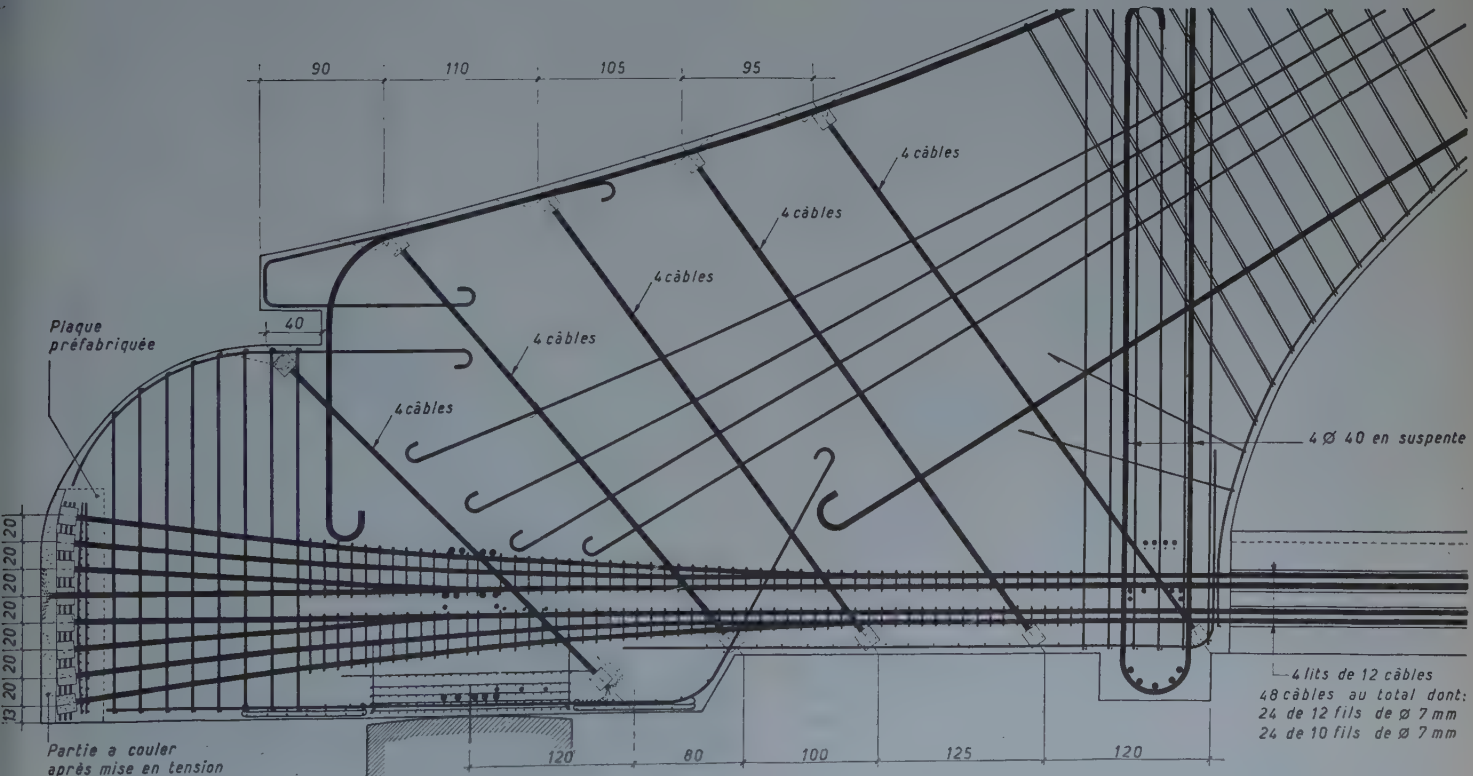 90
110
105
95
4 câbles
4 câbles
4 câbles
4 câbles
4 câbles
40
Plaque
préfabriquée
4 Ø 40 en suspente
20
20
20
20
20
20
20
13
4 lits de 12 câbles
48 câbles au total dont:
24 de 12 fils de Ø 7 mm
24 de 10 fils de Ø 7 mm
Partie a couler
après mise en tension
120
80
100
125
120